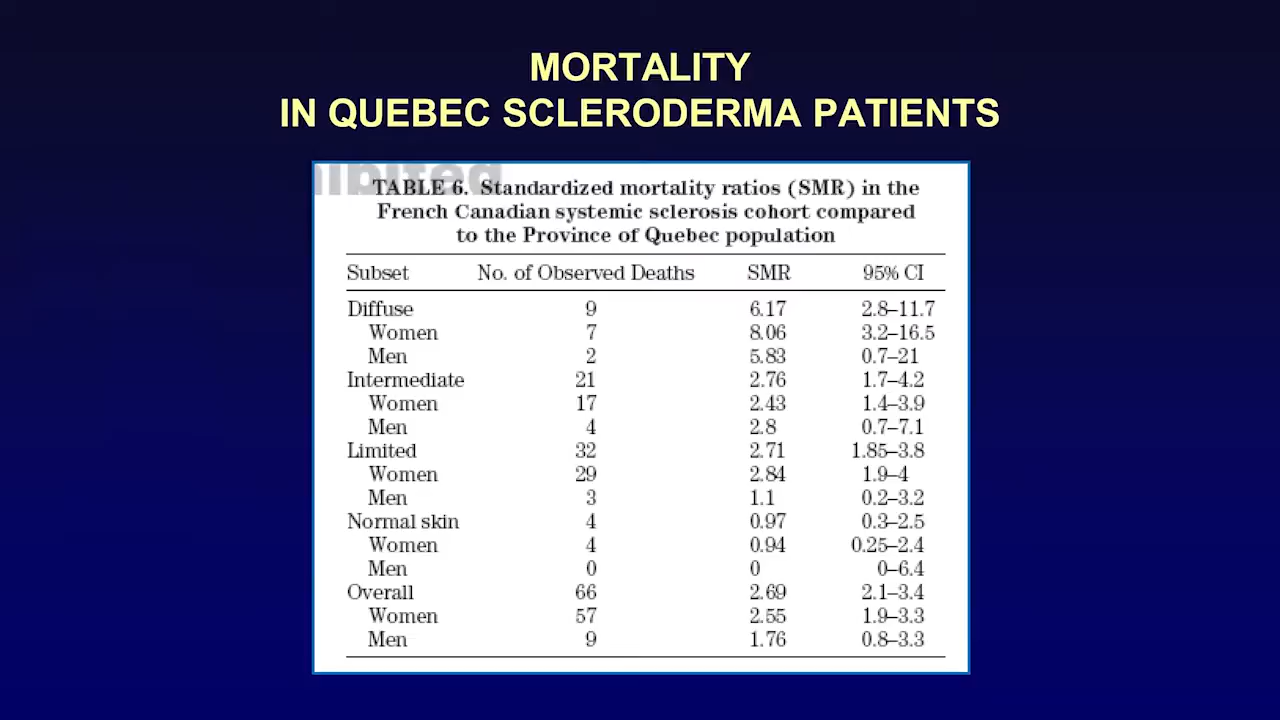 MORTALITY
IN QUEBEC SCLERODERMA PATIENTS
TABLE 6. Standardized mortality ratios (SMR) in the
French Canadian systemic sclerosis cohort compared
to the Province of Quebec population
Subset No. of Observed Deaths SMR 95% CI
Diffuse 9 6.17 2.8–11.7
Women 7 8.06 3.2–16.5
Men 2 5.83 0.7–21
Intermediate 21 2.76 1.7–4.2
Women 17 2.43 1.4–3.9
Men 4 2.8 0.7–7.1
Limited 32 2.71 1.85–3.8
Women 29 2.84 1.9–4
Men 3 1.1 0.2–3.2
Normal skin 4 0.97 0.3–2.5
Women 4 0.94 0.25–2.4
Men 0 0 0–6.4
Overall 66 2.69 2.1–3.4
Women 57 2.55 1.9–3.3
Men 9 1.76 0.8–3.3